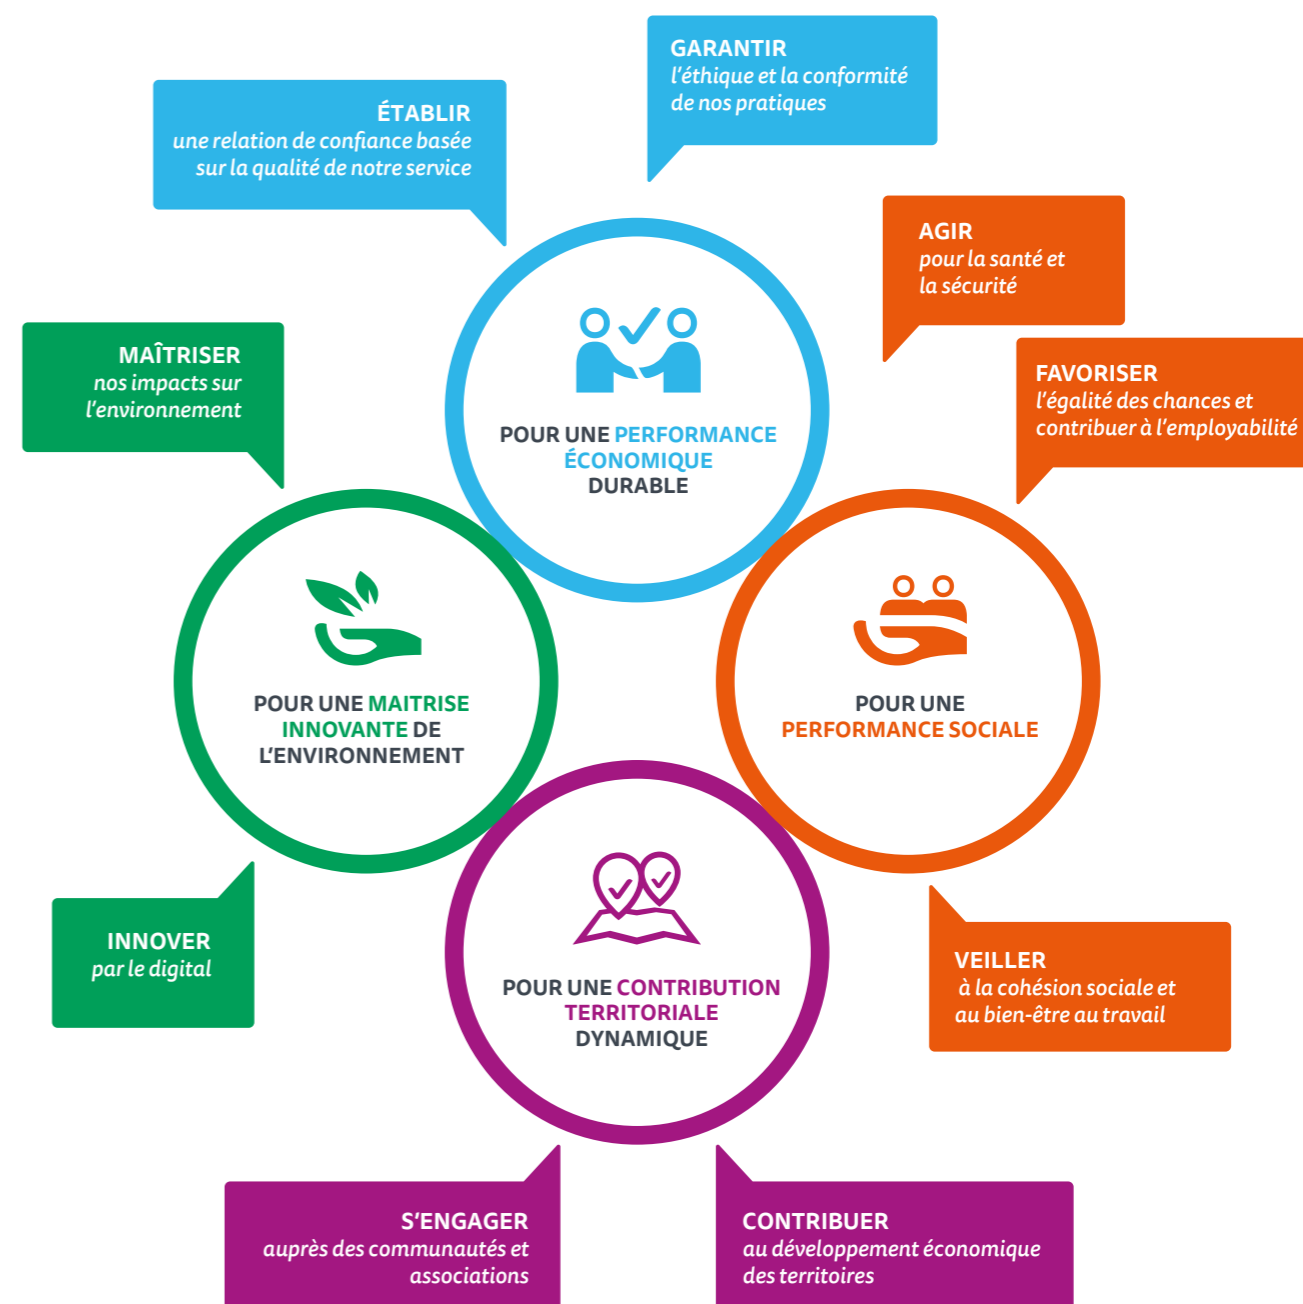 GARANTIR
l'éthique et la conformité
de nos pratiques
ÉTABLIR
une relation de confiance basée
sur la qualité de notre service
AGIR
pour la santé et
la sécurité
MAÎTRISER
nos impacts sur
l'environnement
FAVORISER
l'égalité des chances et
contribuer à l'employabilité
POUR UNE PERFORMANCE
ÉCONOMIQUE
DURABLE
POUR UNE MAITRISE
INNOVANTE DE
L'ENVIRONNEMENT
POUR UNE
PERFORMANCE SOCIALE
INNOVER
par le digital
VEILLER
à la cohésion sociale et
au bien-être au travail
POUR UNE CONTRIBUTION
TERRITORIALE
DYNAMIQUE
S'ENGAGER
auprès des communautés et
associations
CONTRIBUER
au développement économique
des territoires